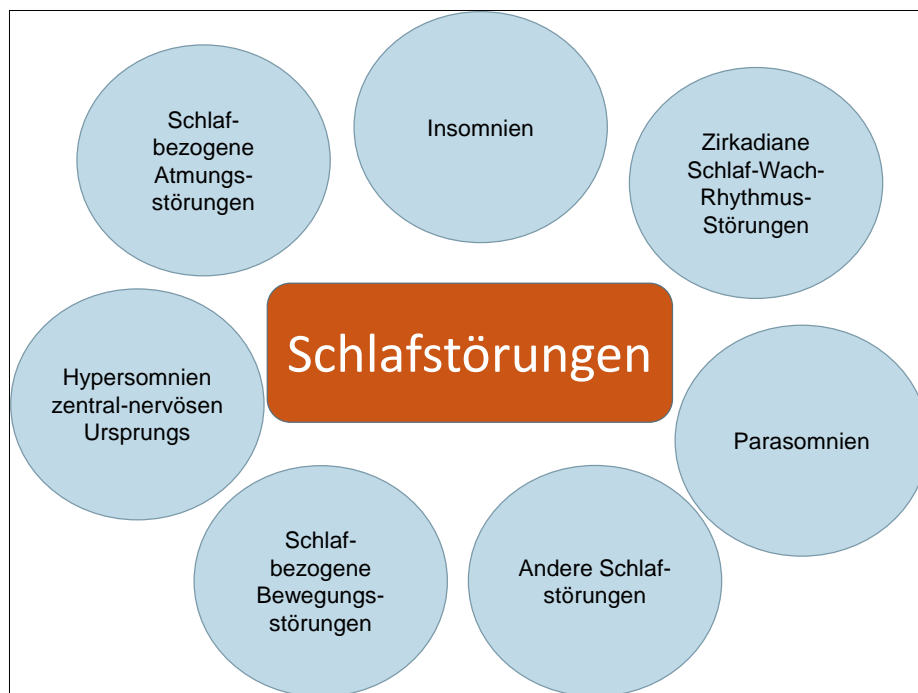 Schlaf-
bezogene
Atmungs-
störungen
Insomnien
Zirkadiane
Schlaf-Wach-
Rhythmus-
Störungen
Schlafstörungen
Hypersomnien
zentral-nervösen
Ursprungs
Parasomnien
Schlaf-
bezogene
Bewegungs-
störungen
Andere Schlaf-
störungen